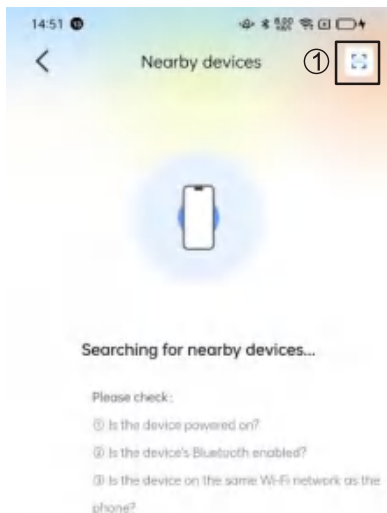 14:51
Nearby devices ①
Searching for nearby devices...
Please check:
① Is the device powered on?
② Is the device's Bluetooth enabled?
③ Is the device on the same Wi-Fi network as the
phone?